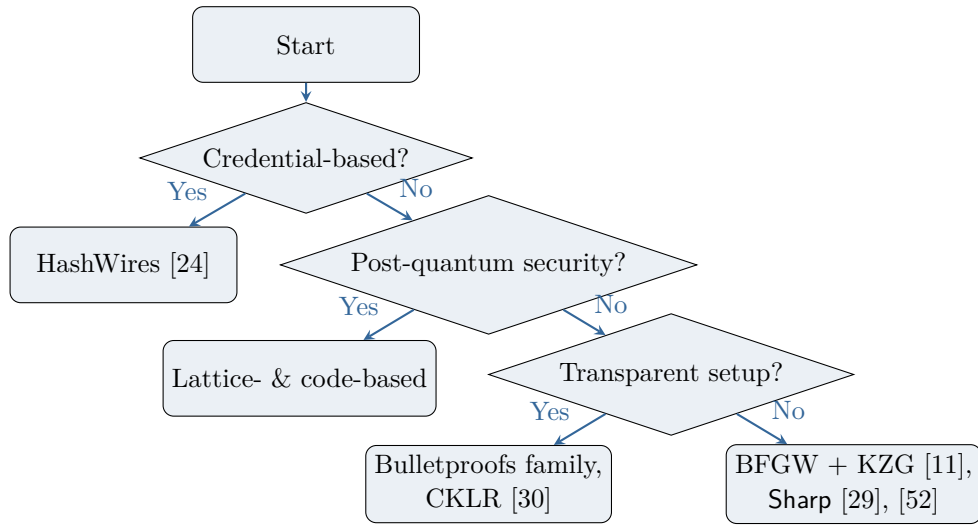 Start
Credential-based?
Yes
No
HashWires [24]
Post-quantum security?
Yes
No
Lattice- & code-based
Transparent setup?
Yes
No
Bulletproofs family,
CKLR [30]
BFGW + KZG [11],
Sharp [29], [52]